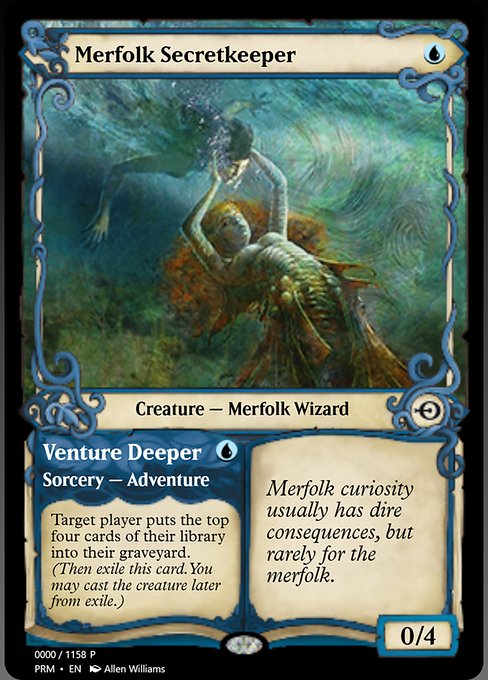 Merfolk Secretkeeper
Creature — Merfolk Wizard
Venture Deeper
Sorcery — Adventure
Target player puts the top
four cards of their library
into their graveyard.
(Then exile this card. You
may cast the creature later
from exile.)
Merfolk curiosity
usually has dire
consequences, but
rarely for the
merfolk.
0/4
0000 / 1158 P
PRM • EN Allen Williams